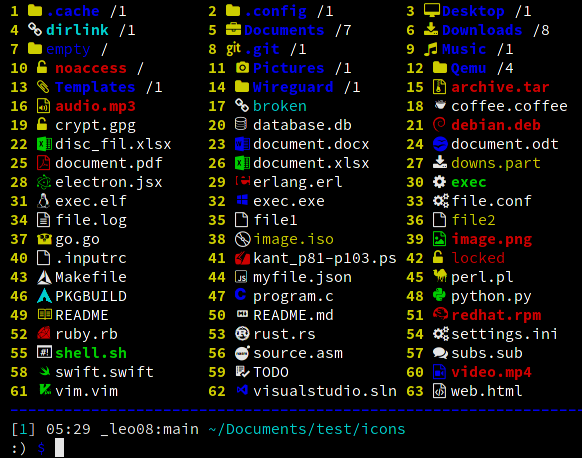 1 .cache /1 2 .config /1 3 Desktop /1
4 dirlink /1 5 Documents /7 6 Downloads /8
7 empty / 8 git .git /1 9 Music /1
10 noaccess / 11 Pictures /1 12 Qemu /4
13 Templates /1 14 Wireguard /1 15 archive.tar
16 audio.mp3 17 broken 18 coffee.coffee
19 crypt.gpg 20 database.db 21 debian.deb
22 disc_fil.xlsx 23 document.docx 24 document.odt
25 document.pdf 26 document.xlsx 27 downs.part
28 electron.jsx 29 erlang.erl 30 exec
31 exec.elf 32 exec.exe 33 file.conf
34 file.log 35 file1 36 file2
37 go.go 38 image.iso 39 image.png
40 .inputrc 41 kant_p81-p103.ps 42 locked
43 Makefile 44 JS myfile.json 45 perl.pl
46 PKGBUILD 47 C program.c 48 python.py
49 README 50 README.md 51 redhat.rpm
52 ruby.rb 53 rust.rs 54 settings.ini
55 #! shell.sh 56 source.asm 57 subs.sub
58 swift.swift 59 TODO 60 video.mp4
61 vim.vim 62 visualstudio.sln 63 web.html
[1] 05:29 _leo08:main ~/Documents/test/icons
:) $